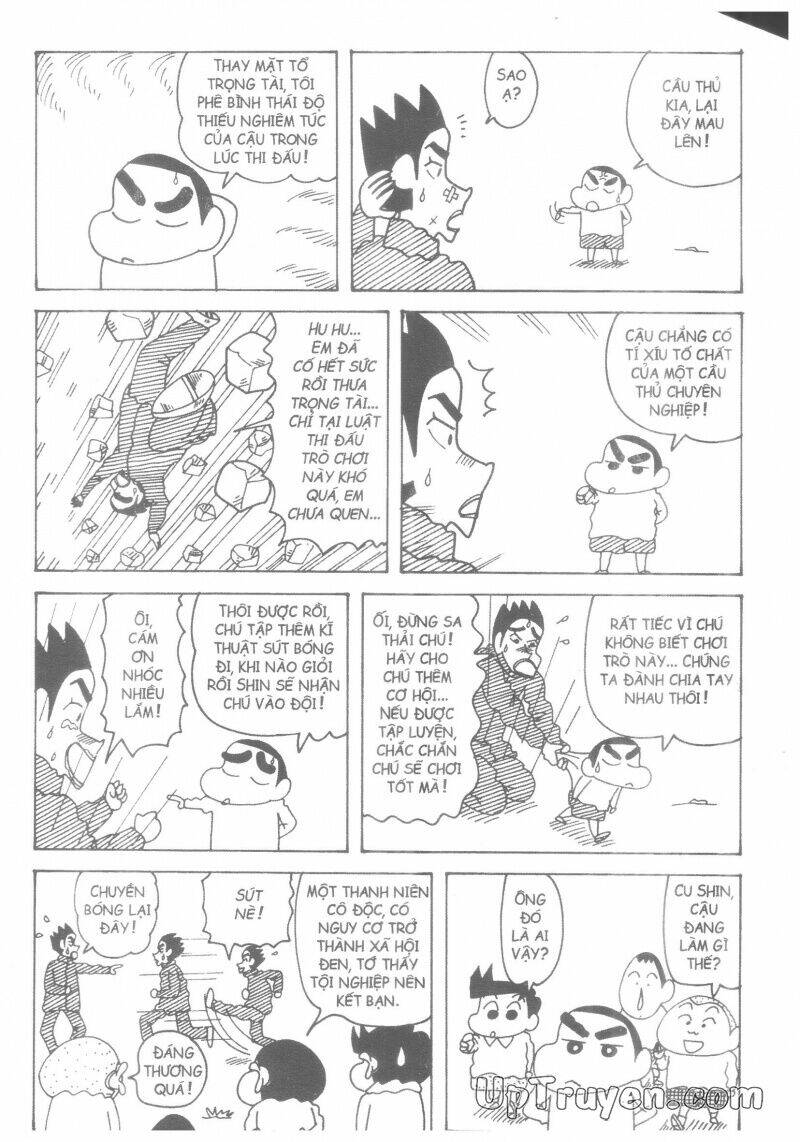 CẦU THỦ
KIA, LẠI
ĐÂY MAU
LÊN!
SAO
Ạ?
THAY MẶT TỔ
TRỌNG TÀI, TÔI
PHÊ BÌNH THÁI ĐỘ
THIẾU NGHIÊM TÚC
CỦA CẬU TRONG
LÚC THI ĐẤU!
CẬU CHẲNG CÓ
TÍ XÍU TỐ CHẤT
CỦA MỘT CẦU
THỦ CHUYÊN
NGHIỆP!
HU HU...
EM ĐÃ
CỐ HẾT SỨC
RỒI THƯA
TRỌNG TÀI...
CHỈ TẠI LUẬT
THI ĐẤU
TRÒ CHƠI
NÀY KHÓ
QUÁ, EM
CHƯA QUEN...
RẤT TIẾC VÌ CHÚ
KHÔNG BIẾT CHƠI
TRÒ NÀY... CHÚNG
TA ĐÀNH CHIA TAY
NHAU THÔI!
ỐI, ĐỪNG SA
THẢI CHÚ!
HÃY CHO
CHÚ THÊM
CƠ HỘI...
NẾU ĐƯỢC
TẬP LUYỆN,
CHẮC CHẮN
CHÚ SẼ CHƠI
TỐT MÀ!
THÔI ĐƯỢC RỒI,
CHÚ TẬP THÊM KĨ
THUẬT SÚT BÓNG
ĐI, KHI NÀO GIỎI
RỒI SHIN SẼ NHẬN
CHÚ VÀO ĐỘI!
ÔI,
CÁM
ƠN
NHÓC
NHIỀU
LẮM!
CU SHIN,
CẬU
ĐANG
LÀM GÌ
THẾ?
ÔNG
ĐÓ
LÀ AI
VẬY?
MỘT THANH NIÊN
CÔ ĐỘC, CÓ
NGUY CƠ TRỞ
THÀNH XÃ HỘI
ĐEN, TỚ THẤY
TỘI NGHIỆP NÊN
KẾT BẠN.
SÚT
NÈ!
CHUYỀN
BÓNG LẠI
ĐÂY!
ĐÁNG
THƯƠNG
QUÁ!
UpTruyen.com